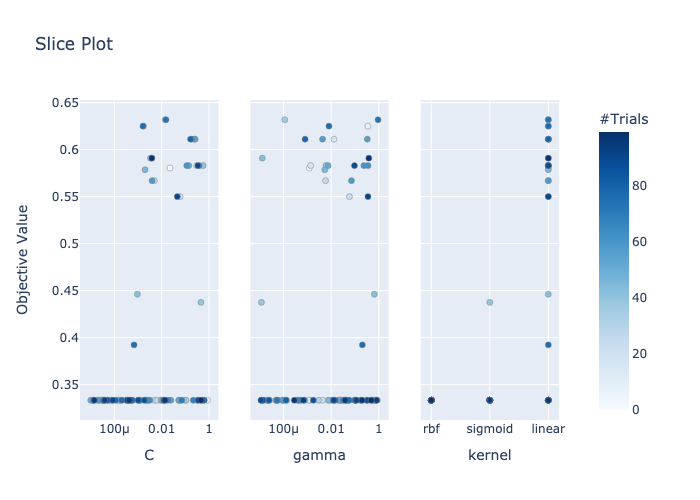 Slice Plot
#Trials
0.65
0.6
0.55
0.5
0.45
0.4
0.35
Objective Value
80
60
40
20
0
100μ 0.01 1
100μ 0.01 1
rbf sigmoid linear
C
gamma
kernel